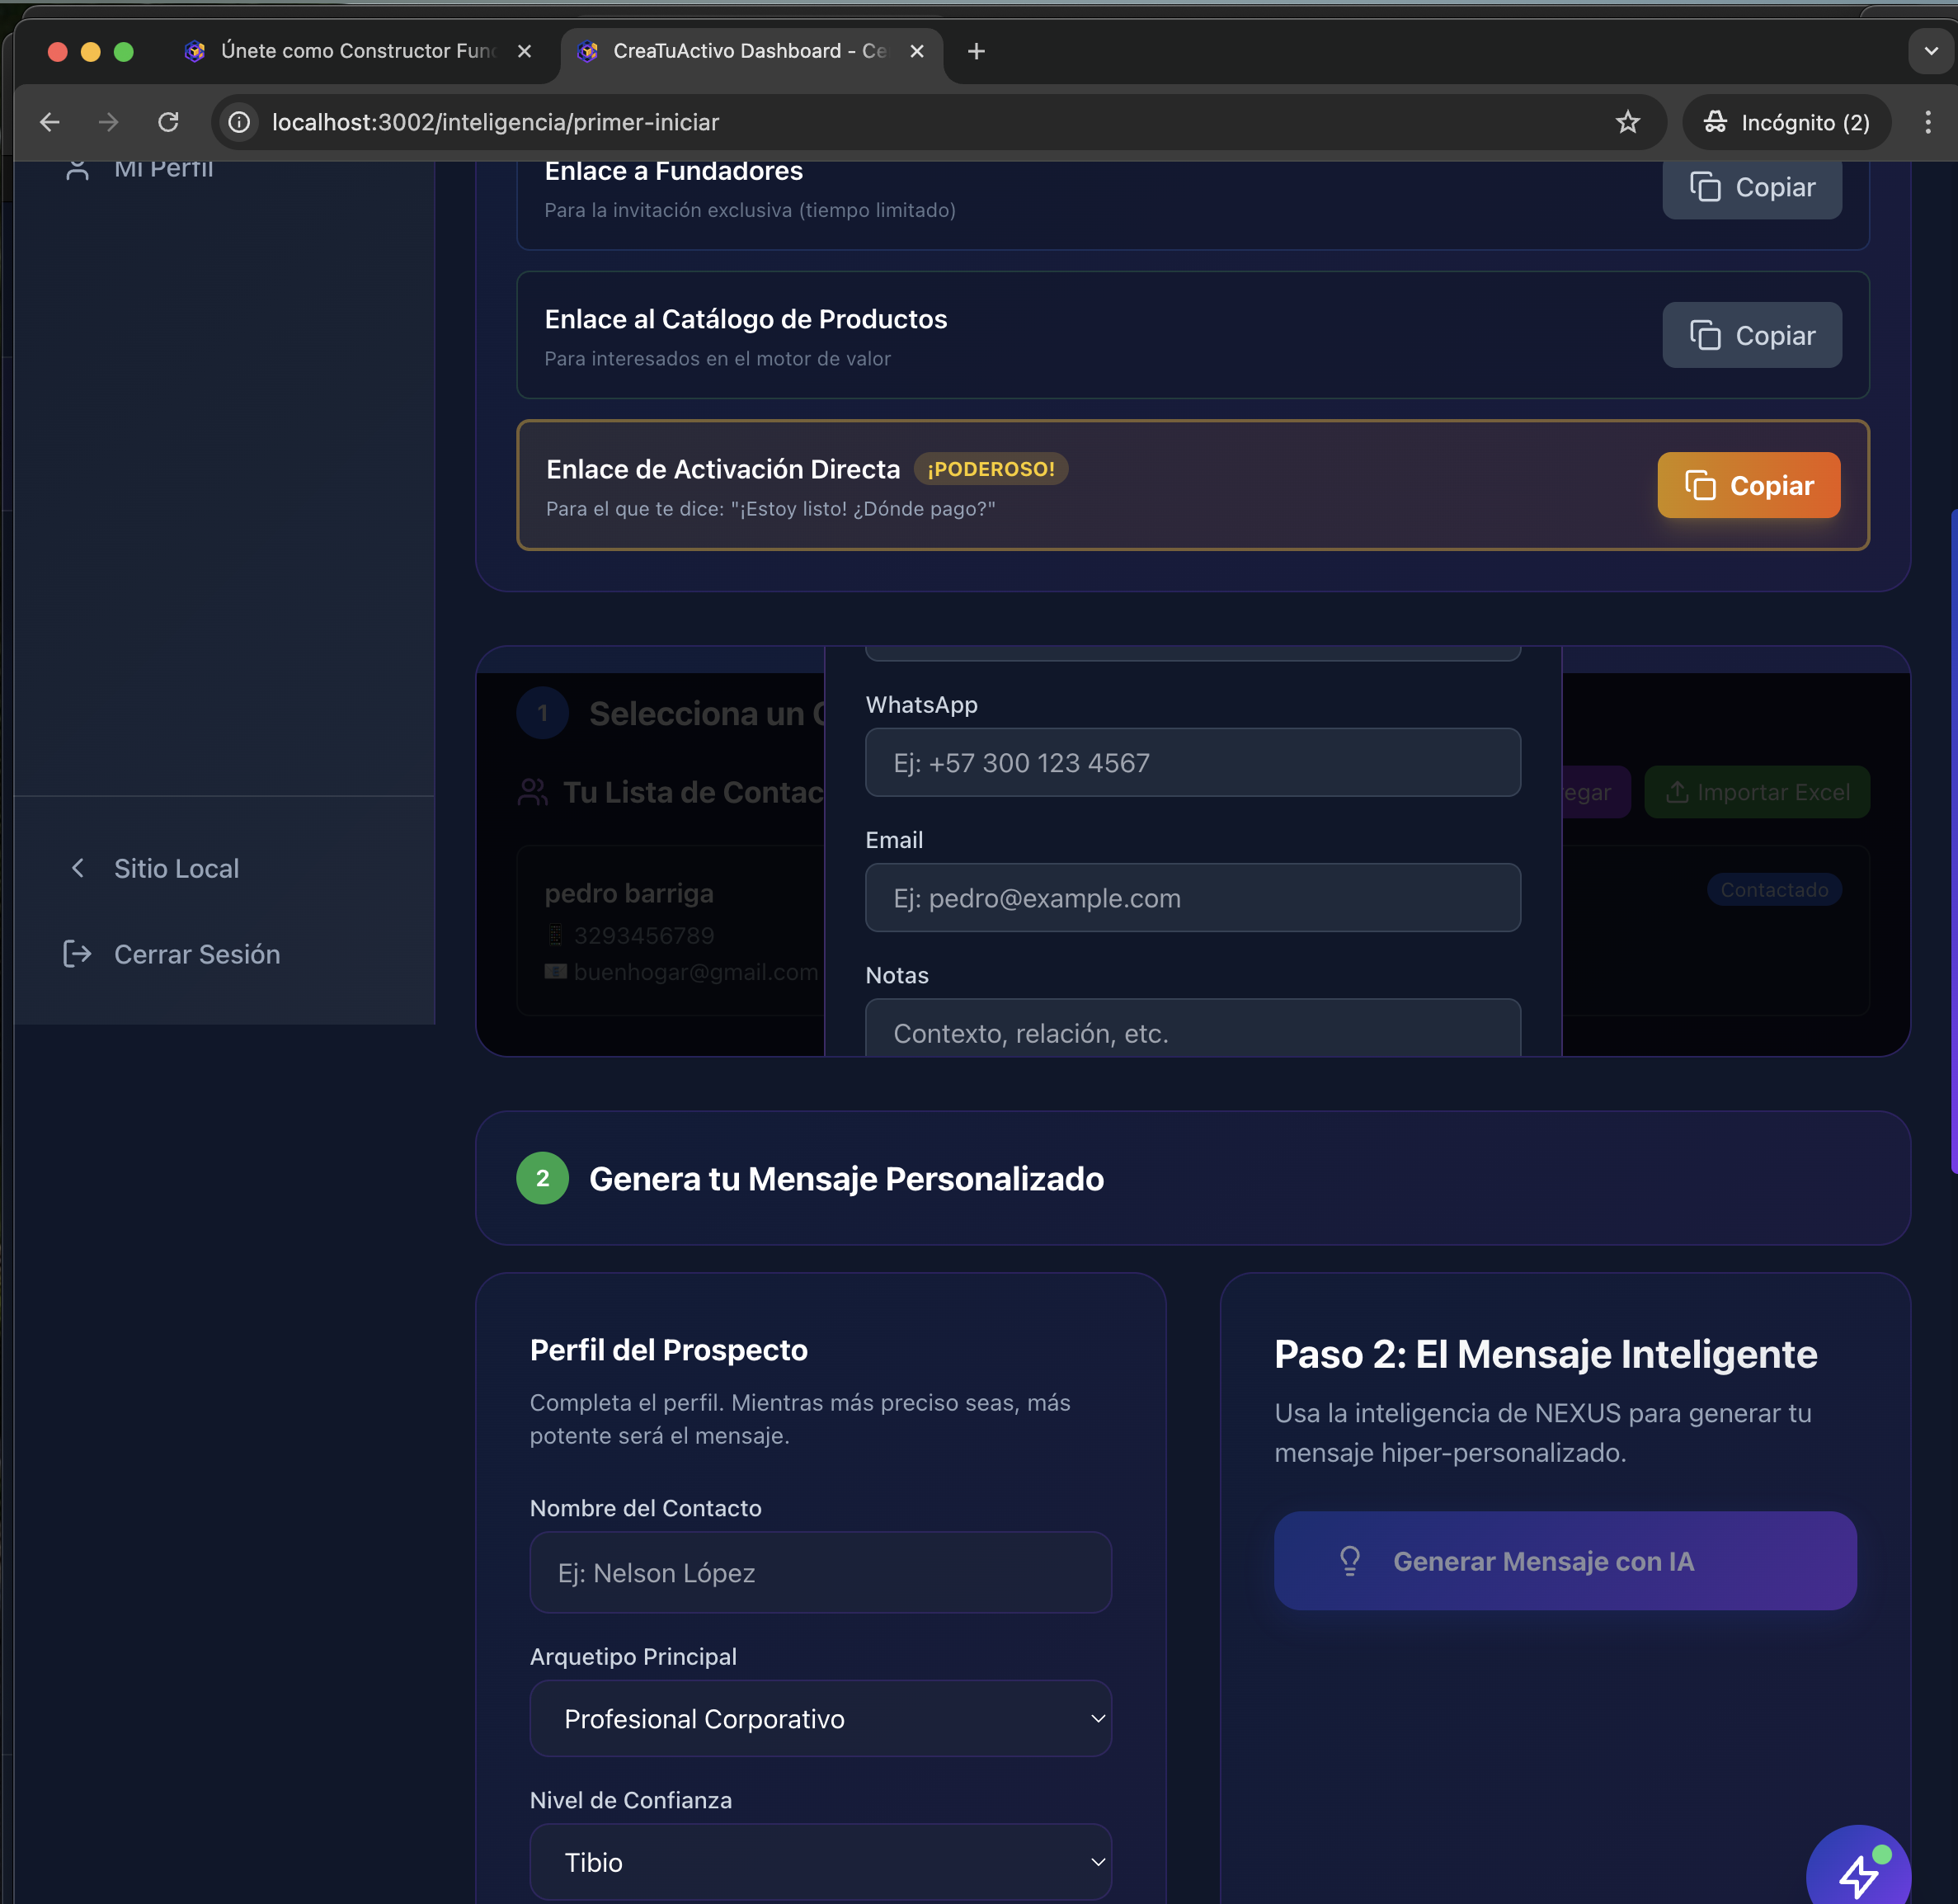 Únete como Constructor Fun
CreaTuActivo Dashboard - Ce
localhost:3002/inteligencia/primer-iniciar
Incógnito (2)
Mi Perfil
Sitio Local
Cerrar Sesión
Enlace a Fundadores
Para la invitación exclusiva (tiempo limitado)
Copiar
Enlace al Catálogo de Productos
Para interesados en el motor de valor
Copiar
Enlace de Activación Directa
¡PODEROSO!
Para el que te dice: "¡Estoy listo! ¿Dónde pago?"
Copiar
1
Selecciona un
Tu Lista de Contac
egar
Importar Excel
pedro barriga
3293456789
buenhogar@gmail.com
Contactado
WhatsApp
Ej: +57 300 123 4567
Email
Ej: pedro@example.com
Notas
Contexto, relación, etc.
2
Genera tu Mensaje Personalizado
Perfil del Prospecto
Completa el perfil. Mientras más preciso seas, más
potente será el mensaje.
Nombre del Contacto
Ej: Nelson López
Arquetipo Principal
Profesional Corporativo
Nivel de Confianza
Tibio
Paso 2: El Mensaje Inteligente
Usa la inteligencia de NEXUS para generar tu
mensaje hiper-personalizado.
Generar Mensaje con IA